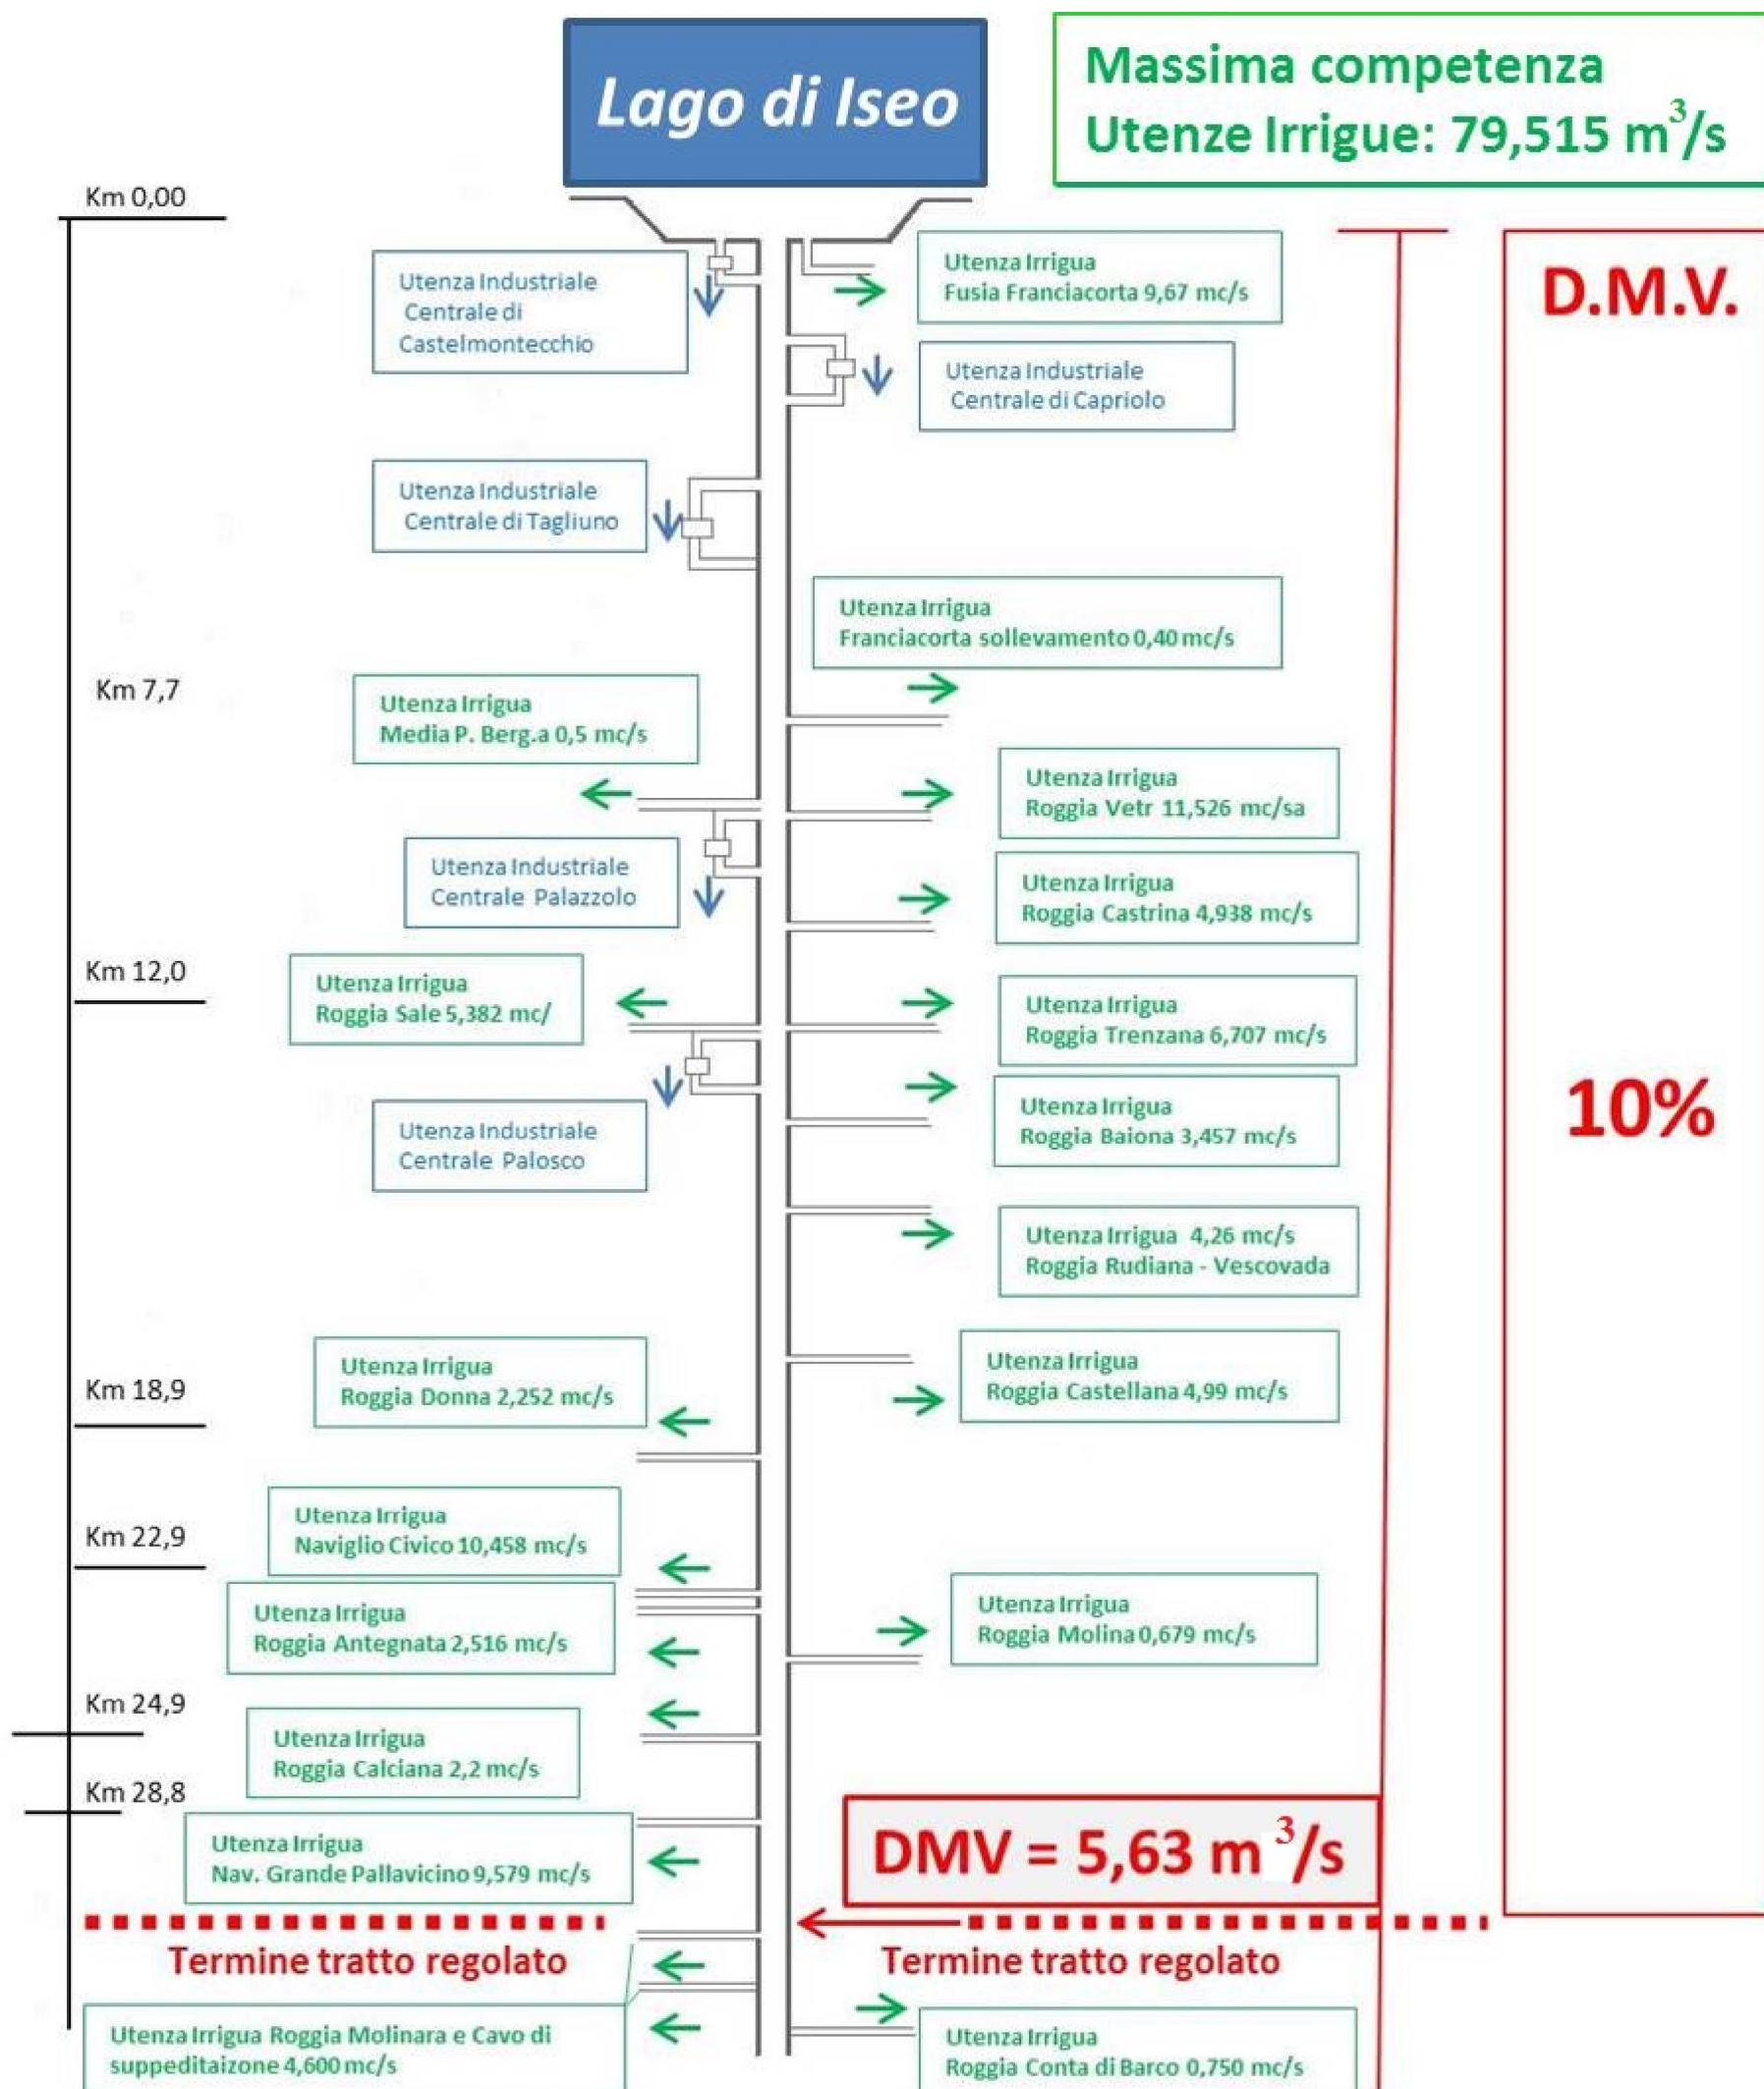 Lago di Iseo
Massima competenza
Utenze Irrigue: 79,515 m³/s
Km 0,00
Utenza Industriale
Centrale di
Castelmontecchio
Utenza Irrigua
Fusia Franciacorta 9,67 mc/s
D.M.V.
Utenza Industriale
Centrale di Capriolo
Utenza Industriale
Centrale di Tagliuno
Utenza Irrigua
Franciacorta sollevamento 0,40 mc/s
Km 7,7
Utenza Irrigua
Media P. Berg.a 0,5 mc/s
Utenza Irrigua
Roggia Vetr 11,526 mc/sa
Utenza Industriale
Centrale Palazzolo
Utenza Irrigua
Roggia Castrina 4,938 mc/s
Km 12,0
Utenza Irrigua
Roggia Sale 5,382 mc/
Utenza Irrigua
Roggia Trenzana 6,707 mc/s
Utenza Irrigua
Roggia Baiona 3,457 mc/s
10%
Utenza Industriale
Centrale Palosco
Utenza Irrigua 4,26 mc/s
Roggia Rudiana - Vescovada
Utenza Irrigua
Roggia Donna 2,252 mc/s
Utenza Irrigua
Roggia Castellana 4,99 mc/s
Km 18,9
Utenza Irrigua
Naviglio Civico 10,458 mc/s
Km 22,9
Utenza Irrigua
Roggia Antegnata 2,516 mc/s
Utenza Irrigua
Roggia Molina 0,679 mc/s
Km 24,9
Utenza Irrigua
Roggia Calciana 2,2 mc/s
Km 28,8
Utenza Irrigua
Nav. Grande Pallavicino 9,579 mc/s
DMV = 5,63 m³/s
Termine tratto regolato
Termine tratto regolato
Utenza Irrigua Roggia Molinara e Cavo di
suppeditaizone 4,600 mc/s
Utenza Irrigua
Roggia Conta di Barco 0,750 mc/s